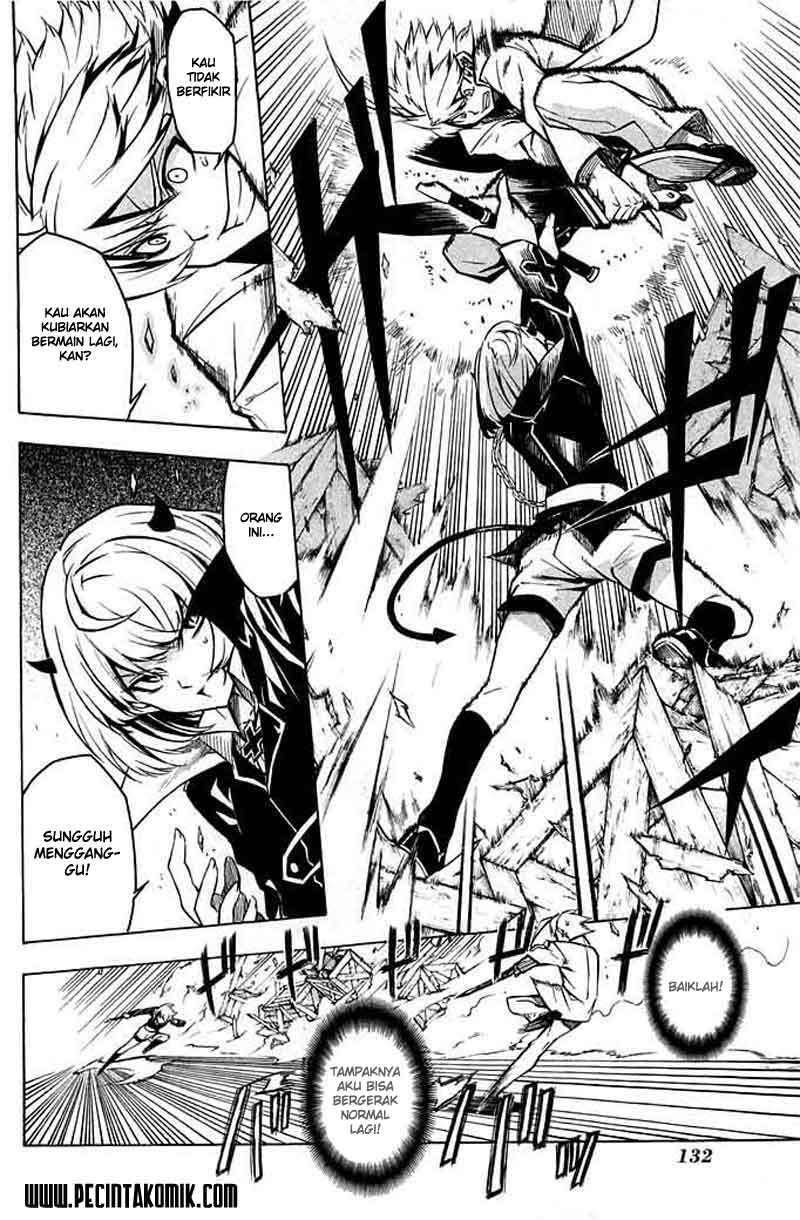 KAU
TIDAK
BERFIKIR
KAU AKAN
KUBIARKAN
BERMAIN LAGI,
KAN?
ORANG
INI...
SUNGGUH
MENGGANG-
GU!
BAIKLAH!
TAMPAKNYA
AKU BISA
BERGERAK
NORMAL
LAGI!
132
WWW.PECINTAKOMIK.COM